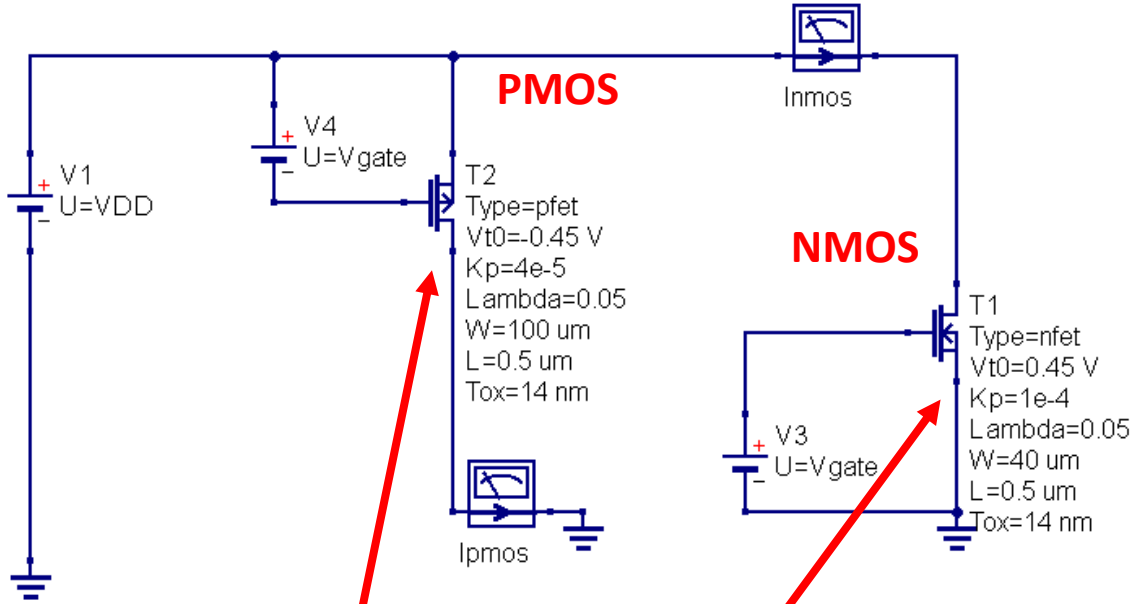 PMOS
Inmos
V4
U=Vgate
V1
U=VDD
T2
Type=pfet
Vt0=-0.45 V
Kp=4e-5
Lambda=0.05
W=100 um
L=0.5 um
Tox=14 nm
NMOS
T1
Type=nfet
Vt0=0.45 V
Kp=1e-4
Lambda=0.05
W=40 um
L=0.5 um
Tox=14 nm
V3
U=Vgate
Ipmos